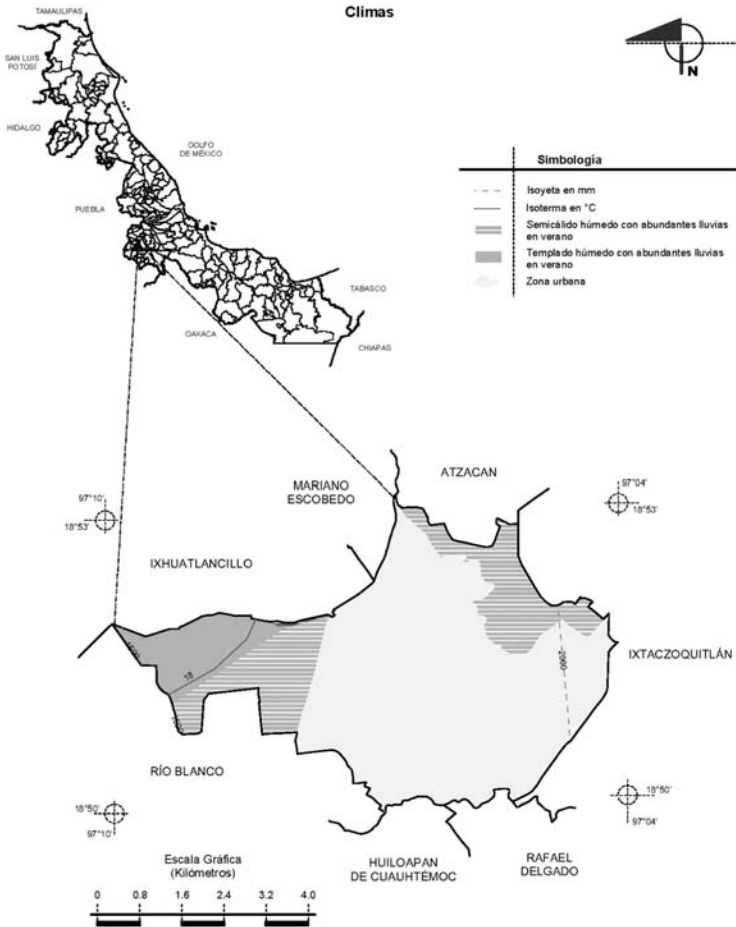 Climas
TAMAULIPAS
SAN LUIS
POTOSÍ
HIDALGO
GOLFO
DE MÉXICO
PUEBLA
TABASCO
OAXACA
CHIAPAS
N
Simbología
Isoyeta en mm
Isoterma en °C
Semicálido húmedo con abundantes lluvias
en verano
Templado húmedo con abundantes lluvias
en verano
Zona urbana
MARIANO
ESCOBEDO
ATZACAN
97°10'
18°53'
97°04'
18°53'
IXHUATLANCILLO
IXTACZOQUITLÁN
18
2000
RÍO BLANCO
18°50'
97°10'
18°50'
97°04'
HUILOAPAN
DE CUAUHTÉMOC
RAFAEL
DELGADO
Escala Gráfica
(Kilómetros)
0 0.8 1.6 2.4 3.2 4.0